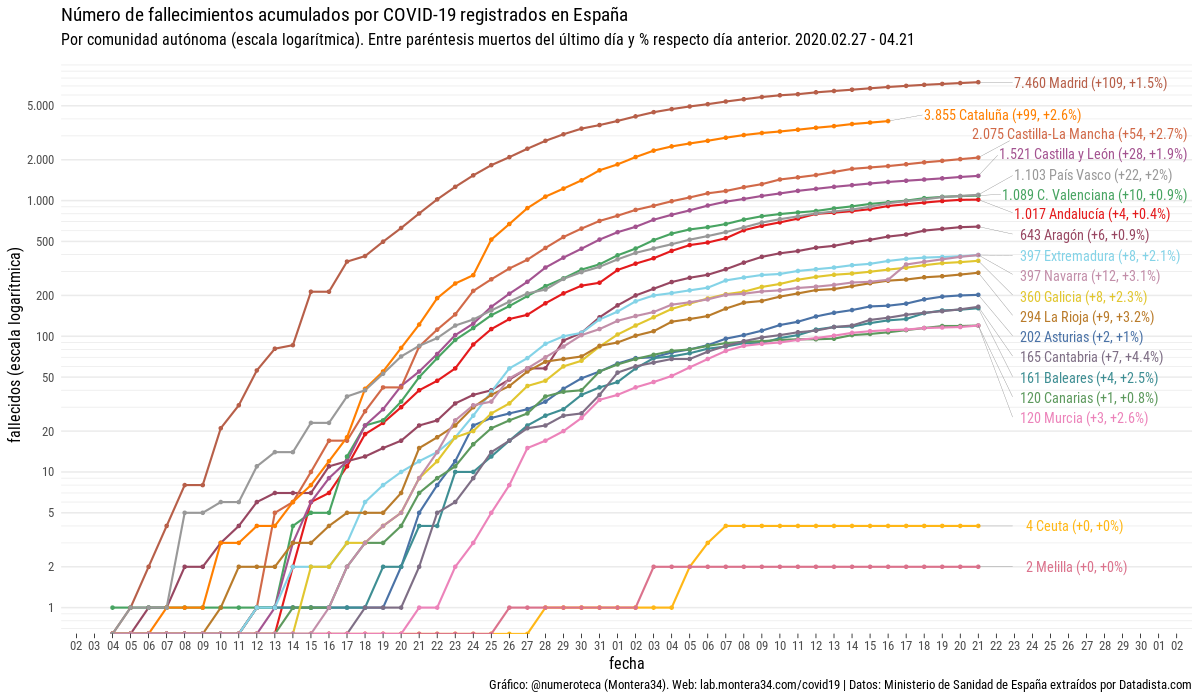 Número de fallecimientos acumulados por COVID-19 registrados en España
Por comunidad autónoma (escala logarítmica). Entre paréntesis muertos del último día y % respecto día anterior. 2020.02.27 - 04.21
fallecidos (escala logarítmica)
5.000
2.000
1.000
500
200
100
50
20
10
5
2
1
7.460 Madrid (+109, +1.5%)
3.855 Cataluña (+99, +2.6%)
2.075 Castilla-La Mancha (+54, +2.7%)
1.521 Castilla y León (+28, +1.9%)
1.103 País Vasco (+22, +2%)
1.089 C. Valenciana (+10, +0.9%)
1.017 Andalucía (+4, +0.4%)
643 Aragón (+6, +0.9%)
397 Extremadura (+8, +2.1%)
397 Navarra (+12, +3.1%)
360 Galicia (+8, +2.3%)
294 La Rioja (+9, +3.2%)
202 Asturias (+2, +1%)
165 Cantabria (+7, +4.4%)
161 Baleares (+4, +2.5%)
120 Canarias (+1, +0.8%)
120 Murcia (+3, +2.6%)
4 Ceuta (+0, +0%)
2 Melilla (+0, +0%)
02 03 04 05 06 07 08 09 10 11 12 13 14 15 16 17 18 19 20 21 22 23 24 25 26 27 28 29 30 31 01 02 03 04 05 06 07 08 09 10 11 12 13 14 15 16 17 18 19 20 21 22 23 24 25 26 27 28 29 30 01 02
fecha
Gráfico: @numeroteca (Montera34). Web: lab.montera34.com/covid19 | Datos: Ministerio de Sanidad de España extraídos por Datadista.com